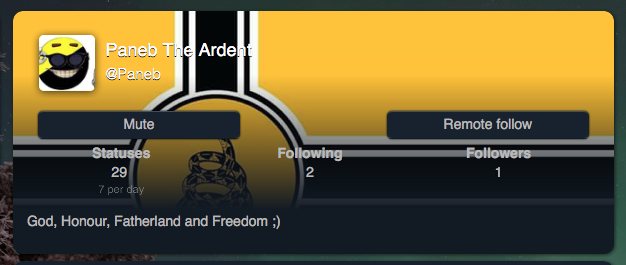 Paneb The Ardent
@Paneb
Mute
Remote follow
Statuses
Following
Followers
29
2
1
7 per day
God, Honour, Fatherland and Freedom ;)